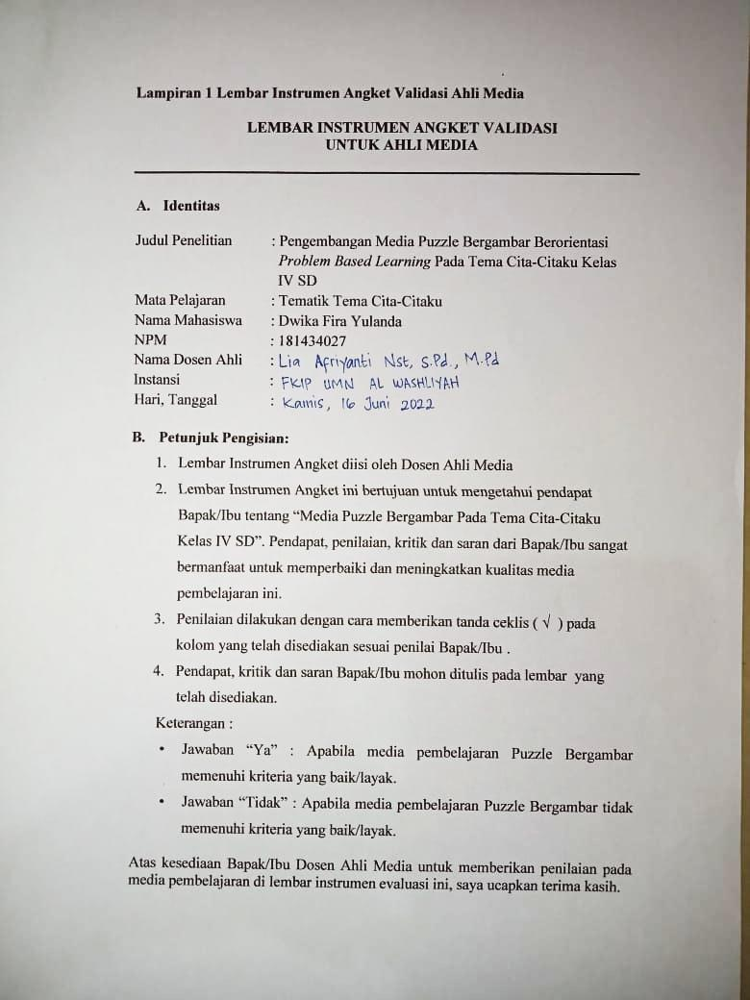 Lampiran 1 Lembar Instrumen Angket Validasi Ahli Media
LEMBAR INSTRUMEN ANGKET VALIDASI
UNTUK AHLI MEDIA
A. Identitas
Judul Penelitian : Pengembangan Media Puzzle Bergambar Berorientasi
Problem Based Learning Pada Tema Cita-Citaku Kelas
IV SD
Mata Pelajaran : Tematik Tema Cita-Citaku
Nama Mahasiswa : Dwika Fira Yulanda
NPM : 181434027
Nama Dosen Ahli : Lia Afriyanti Nst, S.Pd., M.Pd
Instansi : FKIP UMN AL WASHLIYAH
Hari, Tanggal : Kamis, 16 Juni 2022
B. Petunjuk Pengisian:
1. Lembar Instrumen Angket diisi oleh Dosen Ahli Media
2. Lembar Instrumen Angket ini bertujuan untuk mengetahui pendapat
Bapak/Ibu tentang “Media Puzzle Bergambar Pada Tema Cita-Citaku
Kelas IV SD”. Pendapat, penilaian, kritik dan saran dari Bapak/Ibu sangat
bermanfaat untuk memperbaiki dan meningkatkan kualitas media
pembelajaran ini.
3. Penilaian dilakukan dengan cara memberikan tanda ceklis ( √ ) pada
kolom yang telah disediakan sesuai penilai Bapak/Ibu .
4. Pendapat, kritik dan saran Bapak/Ibu mohon ditulis pada lembar yang
telah disediakan.
Keterangan :
• Jawaban “Ya” : Apabila media pembelajaran Puzzle Bergambar
memenuhi kriteria yang baik/layak.
• Jawaban “Tidak” : Apabila media pembelajaran Puzzle Bergambar tidak
memenuhi kriteria yang baik/layak.
Atas kesediaan Bapak/Ibu Dosen Ahli Media untuk memberikan penilaian pada
media pembelajaran di lembar instrumen evaluasi ini, saya ucapkan terima kasih.